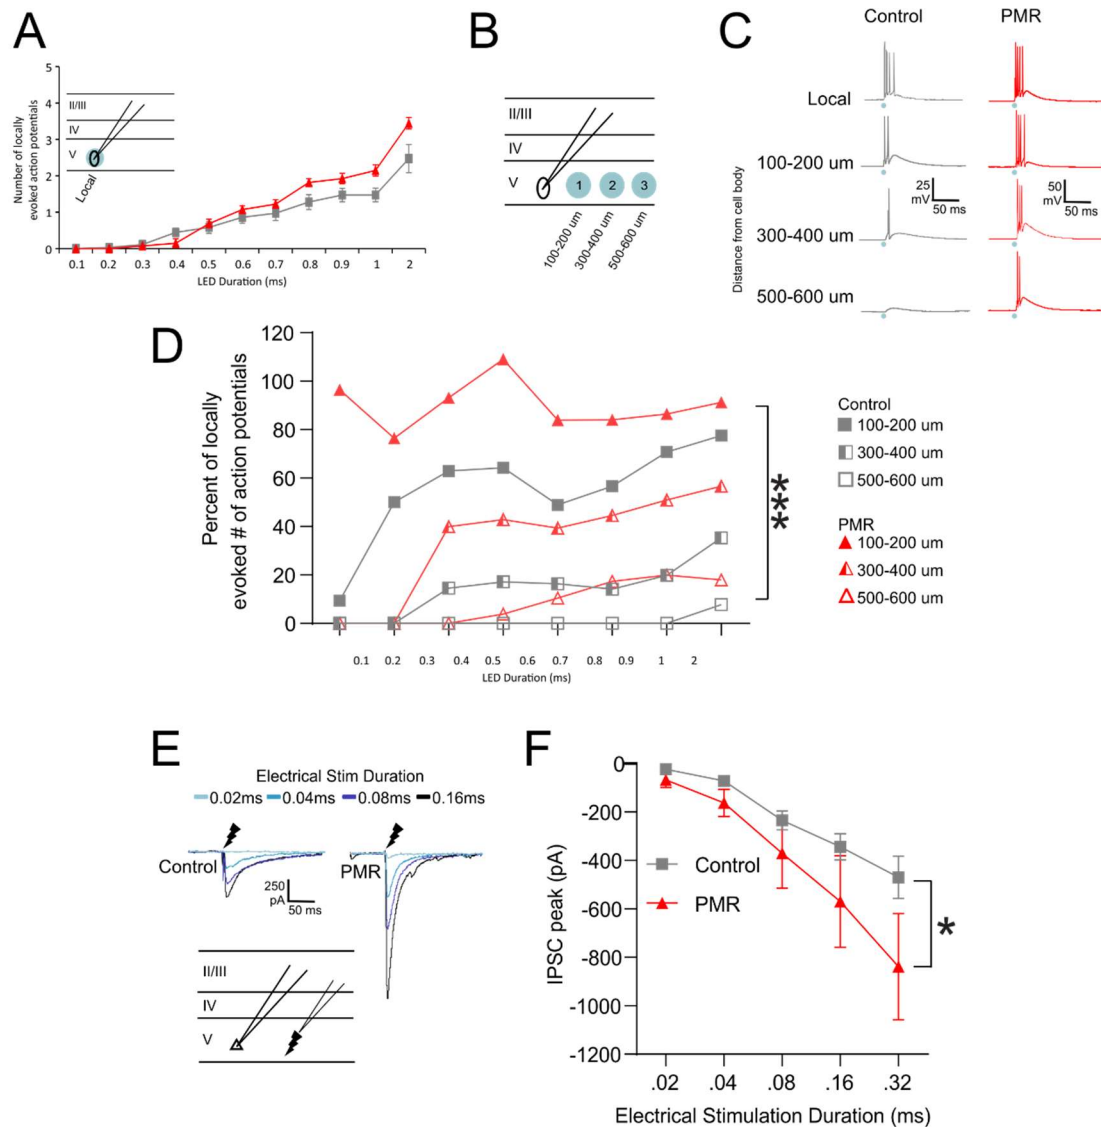 A
Number of locally
evoked action potentials
5
4
3
2
1
0
II/III
IV
V
Local
0.1 0.2 0.3 0.4 0.5 0.6 0.7 0.8 0.9 1 2
LED Duration (ms)
B
II/III
IV
V
1 2 3
100-200 um
300-400 um
500-600 um
C
Control PMR
Distance from cell body
Local
100-200 um
25
mV
50 ms
50
mV
50 ms
300-400 um
500-600 um
D
Percent of locally
evoked # of action potentials
120
100
80
60
40
20
0
***
0.1 0.2 0.3 0.4 0.5 0.6 0.7 0.8 0.9 1 2
LED Duration (ms)
Control
100-200 um
300-400 um
500-600 um
PMR
100-200 um
300-400 um
500-600 um
E
Electrical Stim Duration
0.02ms 0.04ms 0.08ms 0.16ms
Control
250
pA
50 ms
PMR
II/III
IV
V
F
IPSC peak (pA)
0
-200
-400
-600
-800
-1000
-1200
Control
PMR
*
.02 .04 .08 .16 .32
Electrical Stimulation Duration (ms)